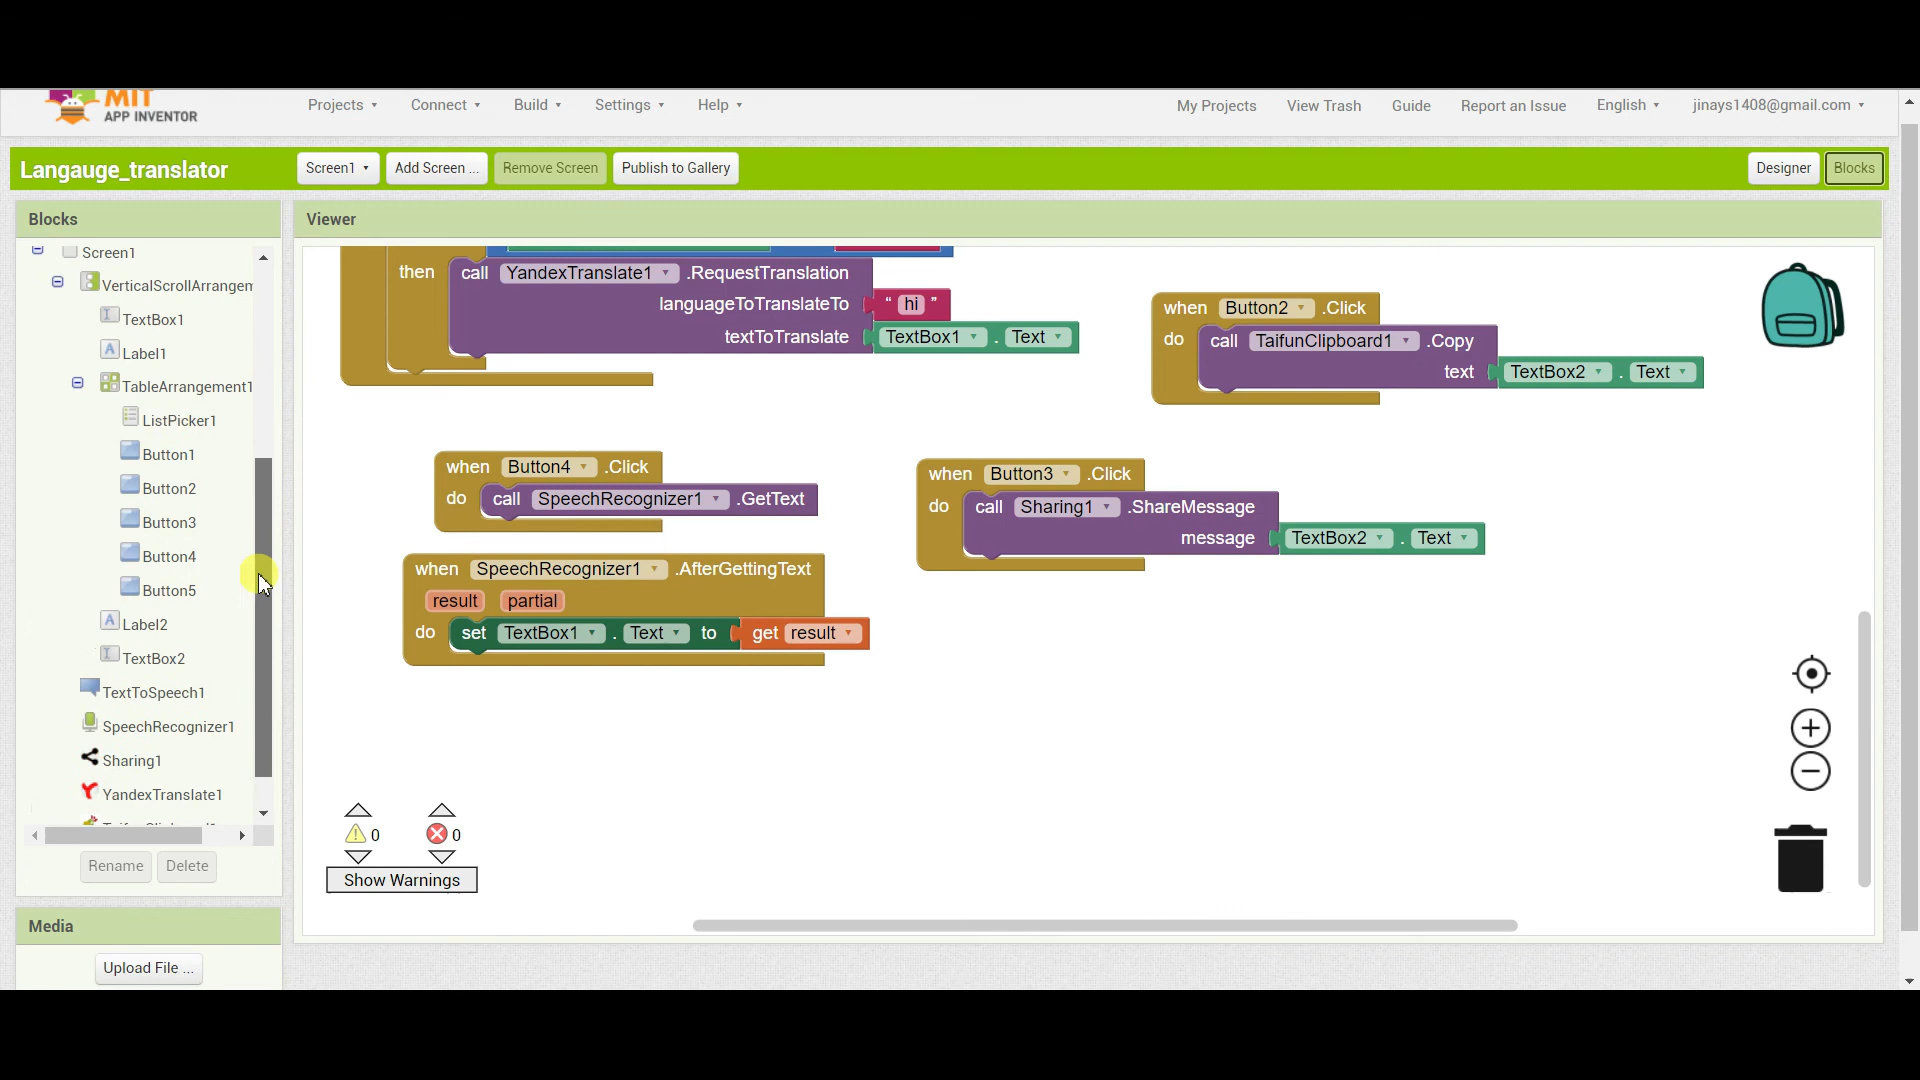 MIT
APP INVENTOR
Projects
Connect
Build
Settings
Help
My Projects
View Trash
Guide
Report an Issue
English
jinays1408@gmail.com
Langauge_translator
Screen1
Add Screen ...
Remove Screen
Publish to Gallery
Designer
Blocks
Blocks
Viewer
Screen1
VerticalScrollArrangem
TextBox1
Label1
TableArrangement1
ListPicker1
Button1
Button2
Button3
Button4
Button5
Label2
TextBox2
TextToSpeech1
SpeechRecognizer1
Sharing1
YandexTranslate1
Rename
Delete
Media
Upload File ...
then call YandexTranslate1 .RequestTranslation
languageToTranslateTo " hi "
textToTranslate TextBox1 . Text
when Button2 .Click
do call TaifunClipboard1 .Copy
text TextBox2 . Text
when Button4 .Click
do call SpeechRecognizer1 .GetText
when Button3 .Click
do call Sharing1 .ShareMessage
message TextBox2 . Text
when SpeechRecognizer1 .AfterGettingText
result partial
do set TextBox1 . Text to get result
0
0
Show Warnings